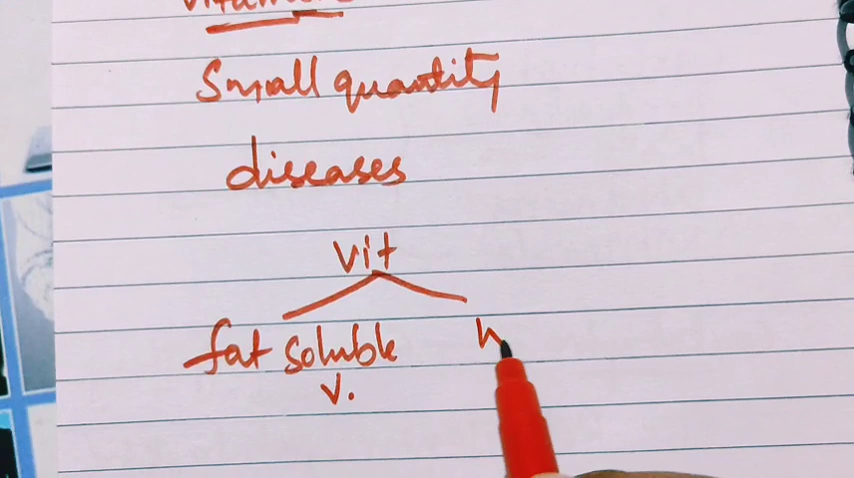 Small quantity
diseases
vit
fat soluble
V.